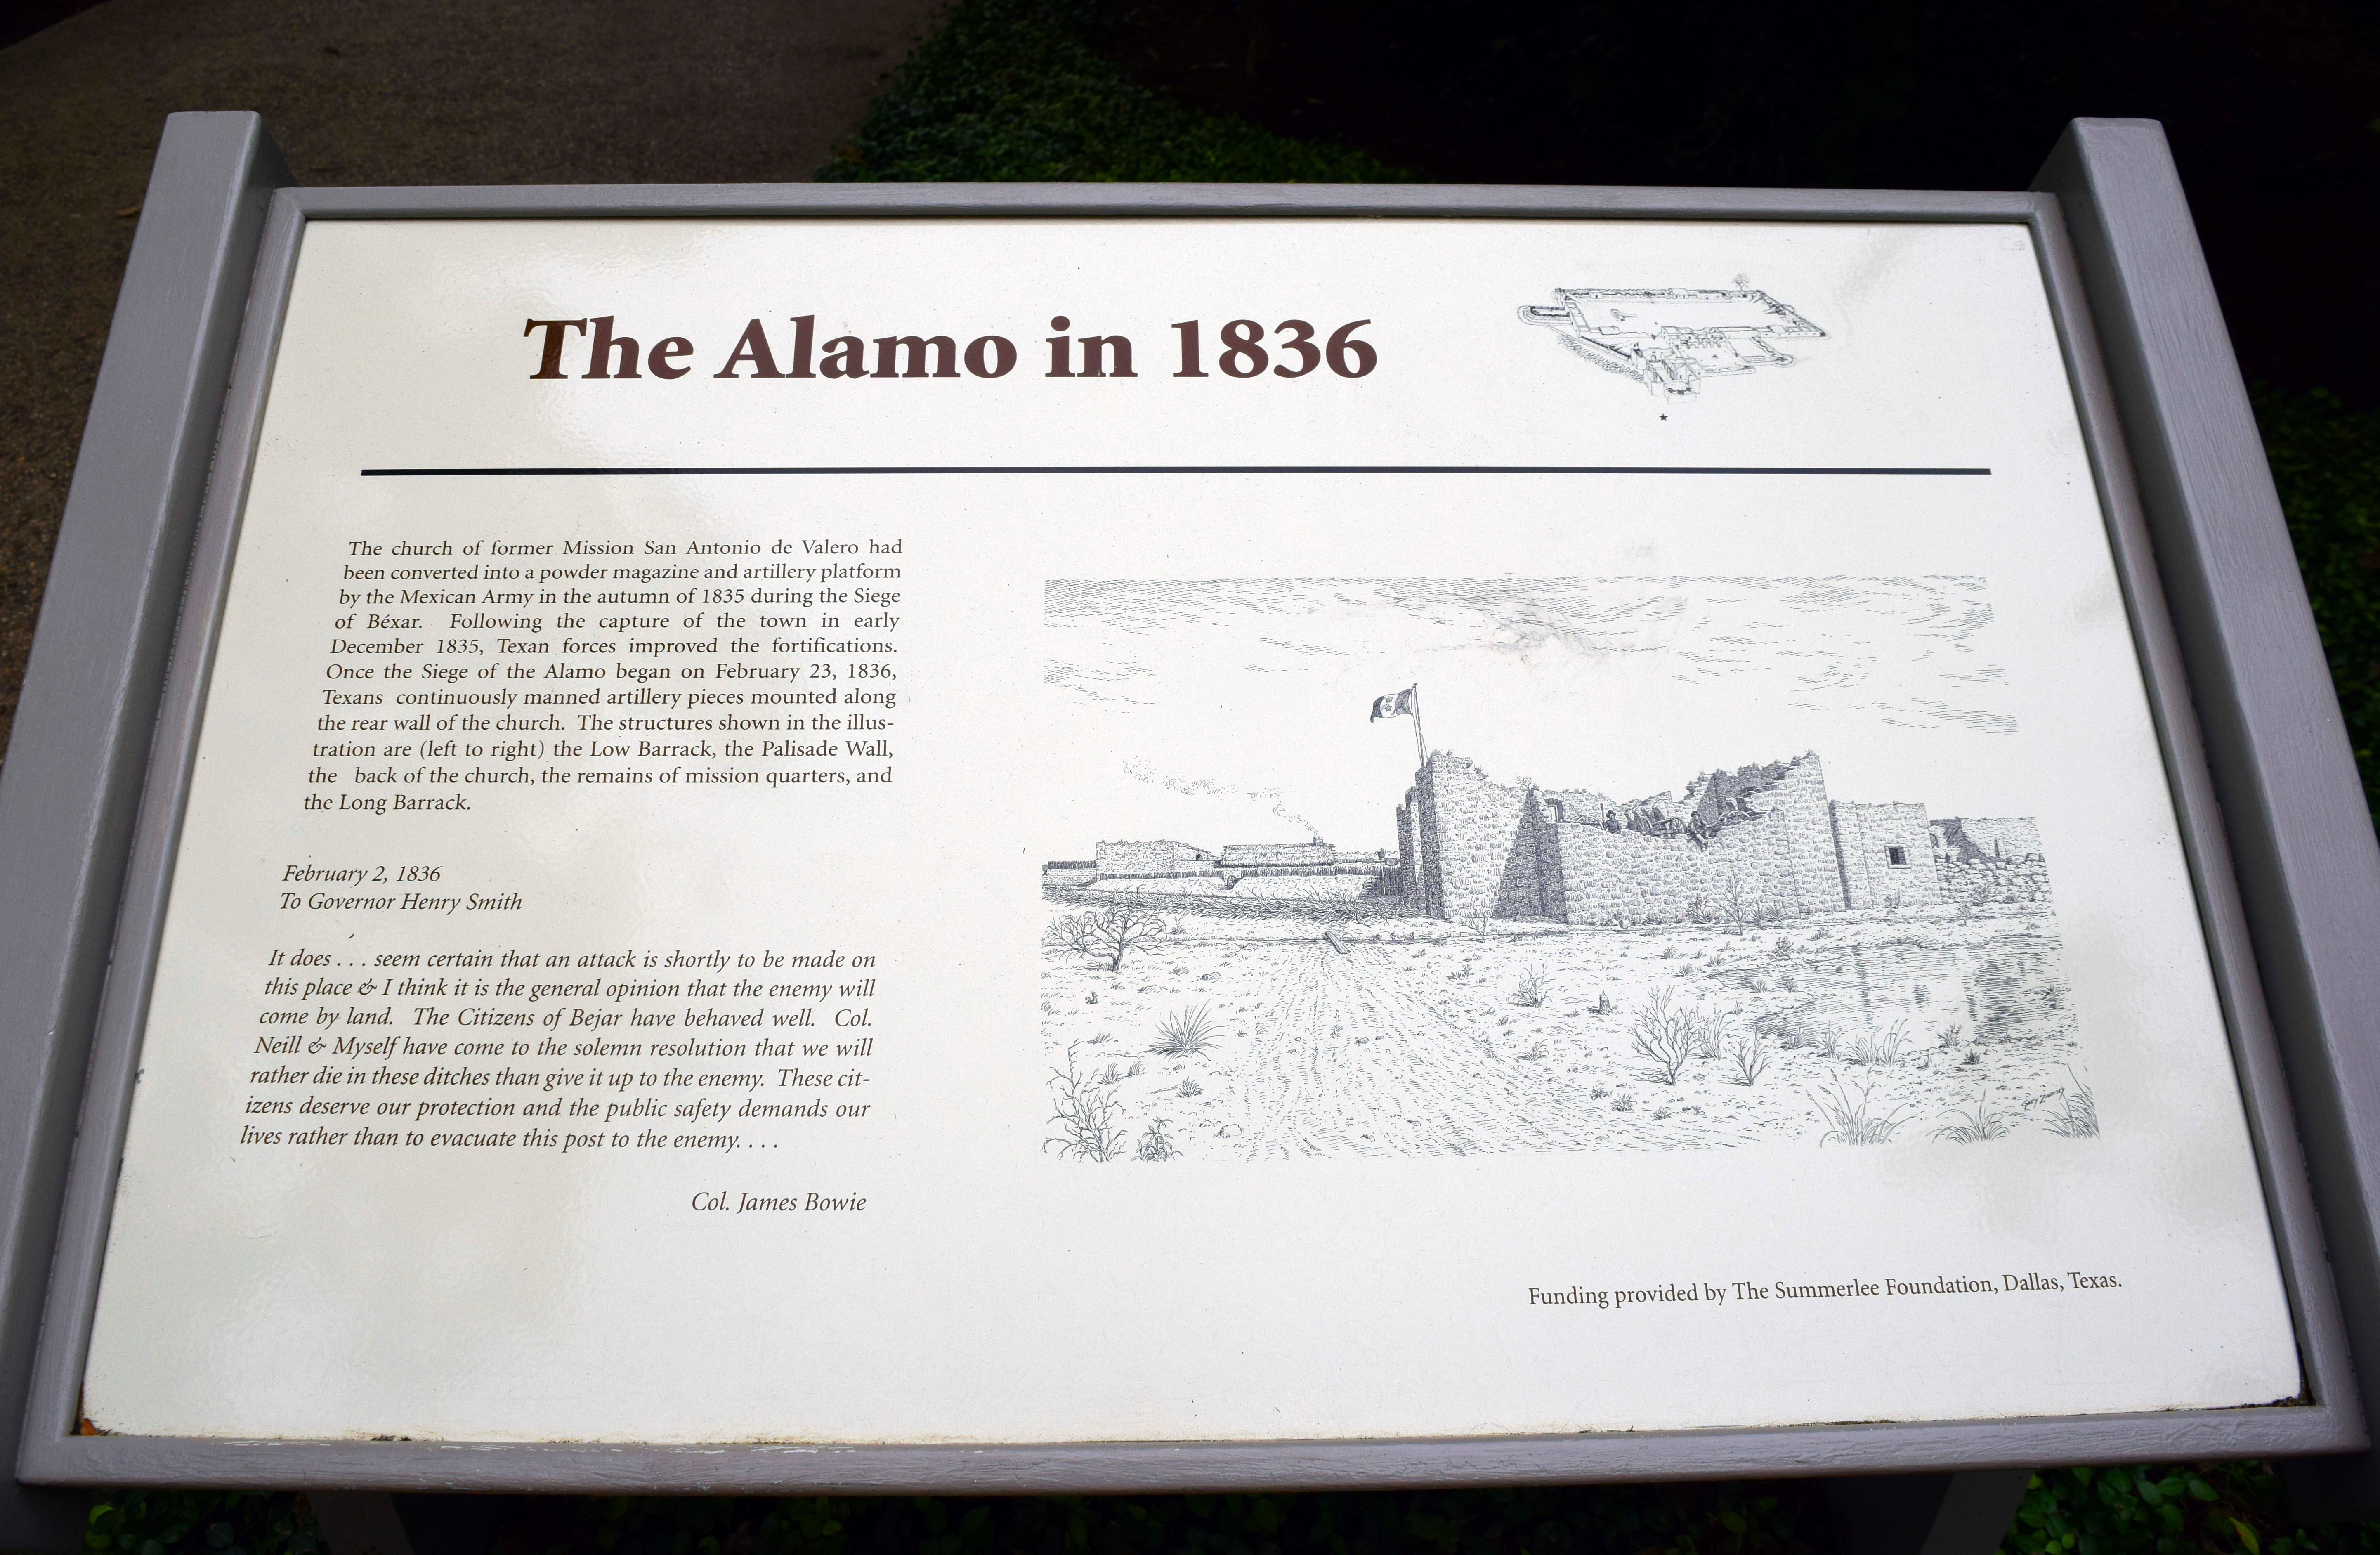 The Alamo in 1836
The church of former Mission San Antonio de Valero had
been converted into a powder magazine and artillery platform
by the Mexican Army in the autumn of 1835 during the Siege
of Béxar. Following the capture of the town in early
December 1835, Texan forces improved the fortifications.
Once the Siege of the Alamo began on February 23, 1836,
Texans continuously manned artillery pieces mounted along
the rear wall of the church. The structures shown in the illus-
tration are (left to right) the Low Barrack, the Palisade Wall,
the back of the church, the remains of mission quarters, and
the Long Barrack.
February 2, 1836
To Governor Henry Smith
It does . . . seem certain that an attack is shortly to be made on
this place & I think it is the general opinion that the enemy will
come by land. The Citizens of Bejar have behaved well. Col.
Neill & Myself have come to the solemn resolution that we will
rather die in these ditches than give it up to the enemy. These cit-
izens deserve our protection and the public safety demands our
lives rather than to evacuate this post to the enemy. . . .
Col. James Bowie
Funding provided by The Summerlee Foundation, Dallas, Texas.